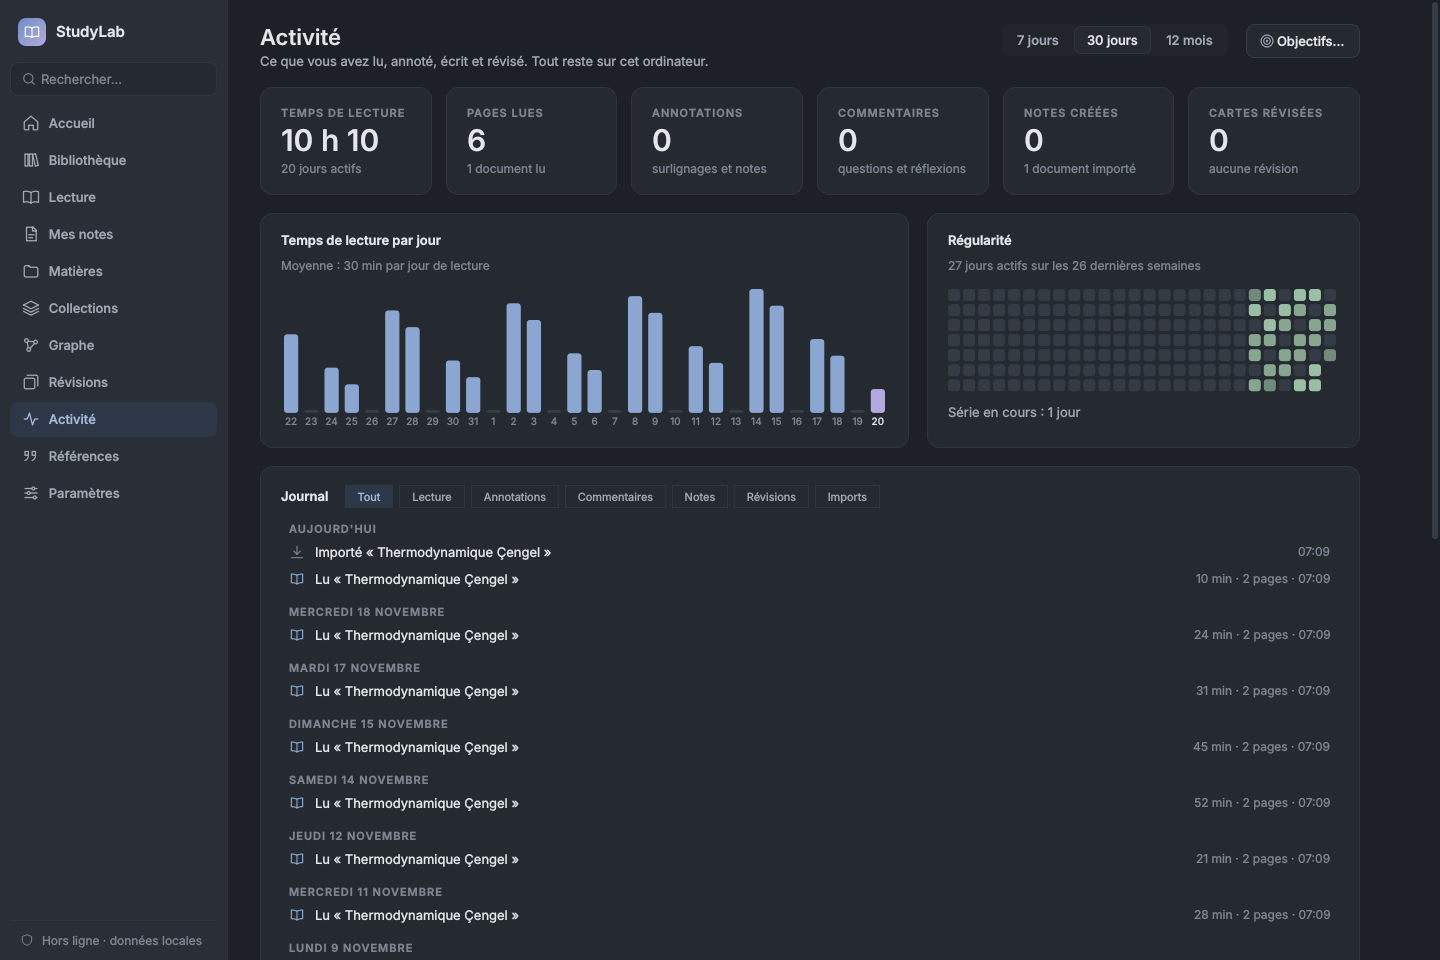 StudyLab
Rechercher...
Accueil
Bibliothèque
Lecture
Mes notes
Matières
Collections
Graphe
Révisions
Activité
Références
Paramètres
Hors ligne · données locales
Activité
Ce que vous avez lu, annoté, écrit et révisé. Tout reste sur cet ordinateur.
7 jours
30 jours
12 mois
Objectifs...
TEMPS DE LECTURE
10 h 10
20 jours actifs
PAGES LUES
6
1 document lu
ANNOTATIONS
0
surlignages et notes
COMMENTAIRES
0
questions et réflexions
NOTES CRÉÉES
0
1 document importé
CARTES RÉVISÉES
0
aucune révision
Temps de lecture par jour
Moyenne : 30 min par jour de lecture
22 23 24 25 26 27 28 29 30 31 1 2 3 4 5 6 7 8 9 10 11 12 13 14 15 16 17 18 19 20
Régularité
27 jours actifs sur les 26 dernières semaines
Série en cours : 1 jour
Journal
Tout
Lecture
Annotations
Commentaires
Notes
Révisions
Imports
AUJOURD'HUI
Importé « Thermodynamique Çengel » 07:09
Lu « Thermodynamique Çengel » 10 min · 2 pages · 07:09
MERCREDI 18 NOVEMBRE
Lu « Thermodynamique Çengel » 24 min · 2 pages · 07:09
MARDI 17 NOVEMBRE
Lu « Thermodynamique Çengel » 31 min · 2 pages · 07:09
DIMANCHE 15 NOVEMBRE
Lu « Thermodynamique Çengel » 45 min · 2 pages · 07:09
SAMEDI 14 NOVEMBRE
Lu « Thermodynamique Çengel » 52 min · 2 pages · 07:09
JEUDI 12 NOVEMBRE
Lu « Thermodynamique Çengel » 21 min · 2 pages · 07:09
MERCREDI 11 NOVEMBRE
Lu « Thermodynamique Çengel » 28 min · 2 pages · 07:09
LUNDI 9 NOVEMBRE